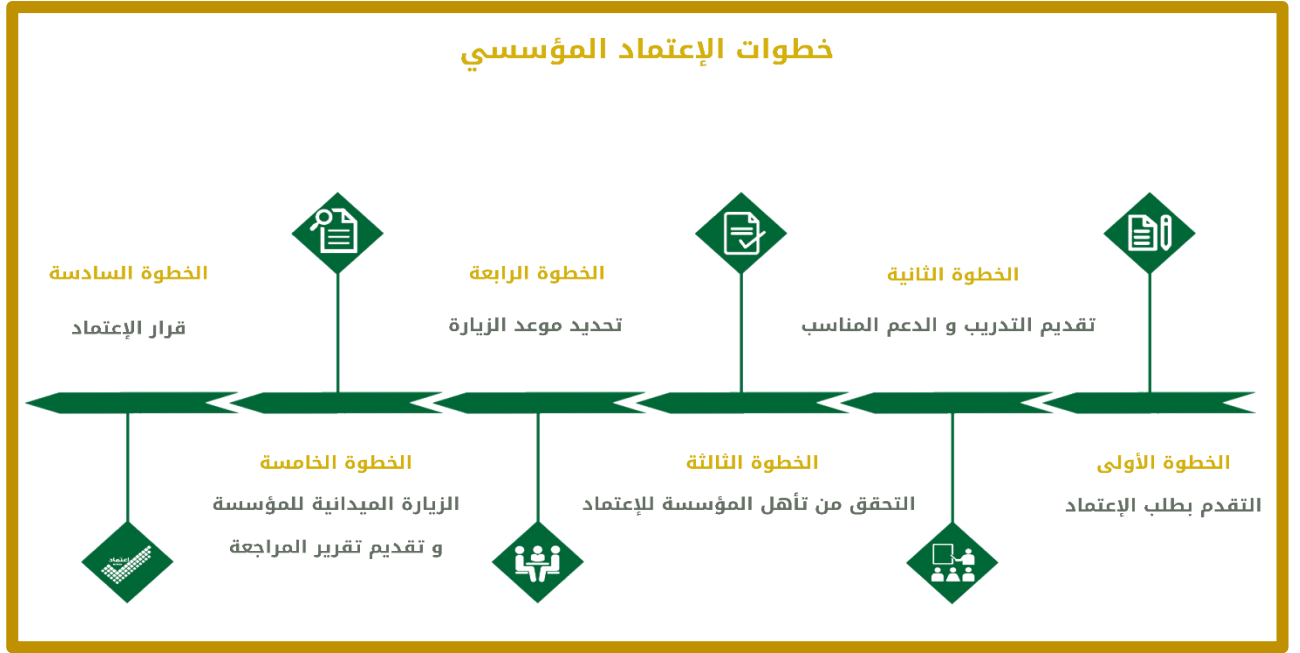 خطوات الإعتماد المؤسسي
الخطوة الأولى
التقدم بطلب الإعتماد
الخطوة الثانية
تقديم التدريب و الدعم المناسب
الخطوة الثالثة
التحقق من تأهل المؤسسة للإعتماد
الخطوة الرابعة
تحديد موعد الزيارة
الخطوة الخامسة
الزيارة الميدانية للمؤسسة
و تقديم تقرير المراجعة
الخطوة السادسة
قرار الإعتماد
إعتماد